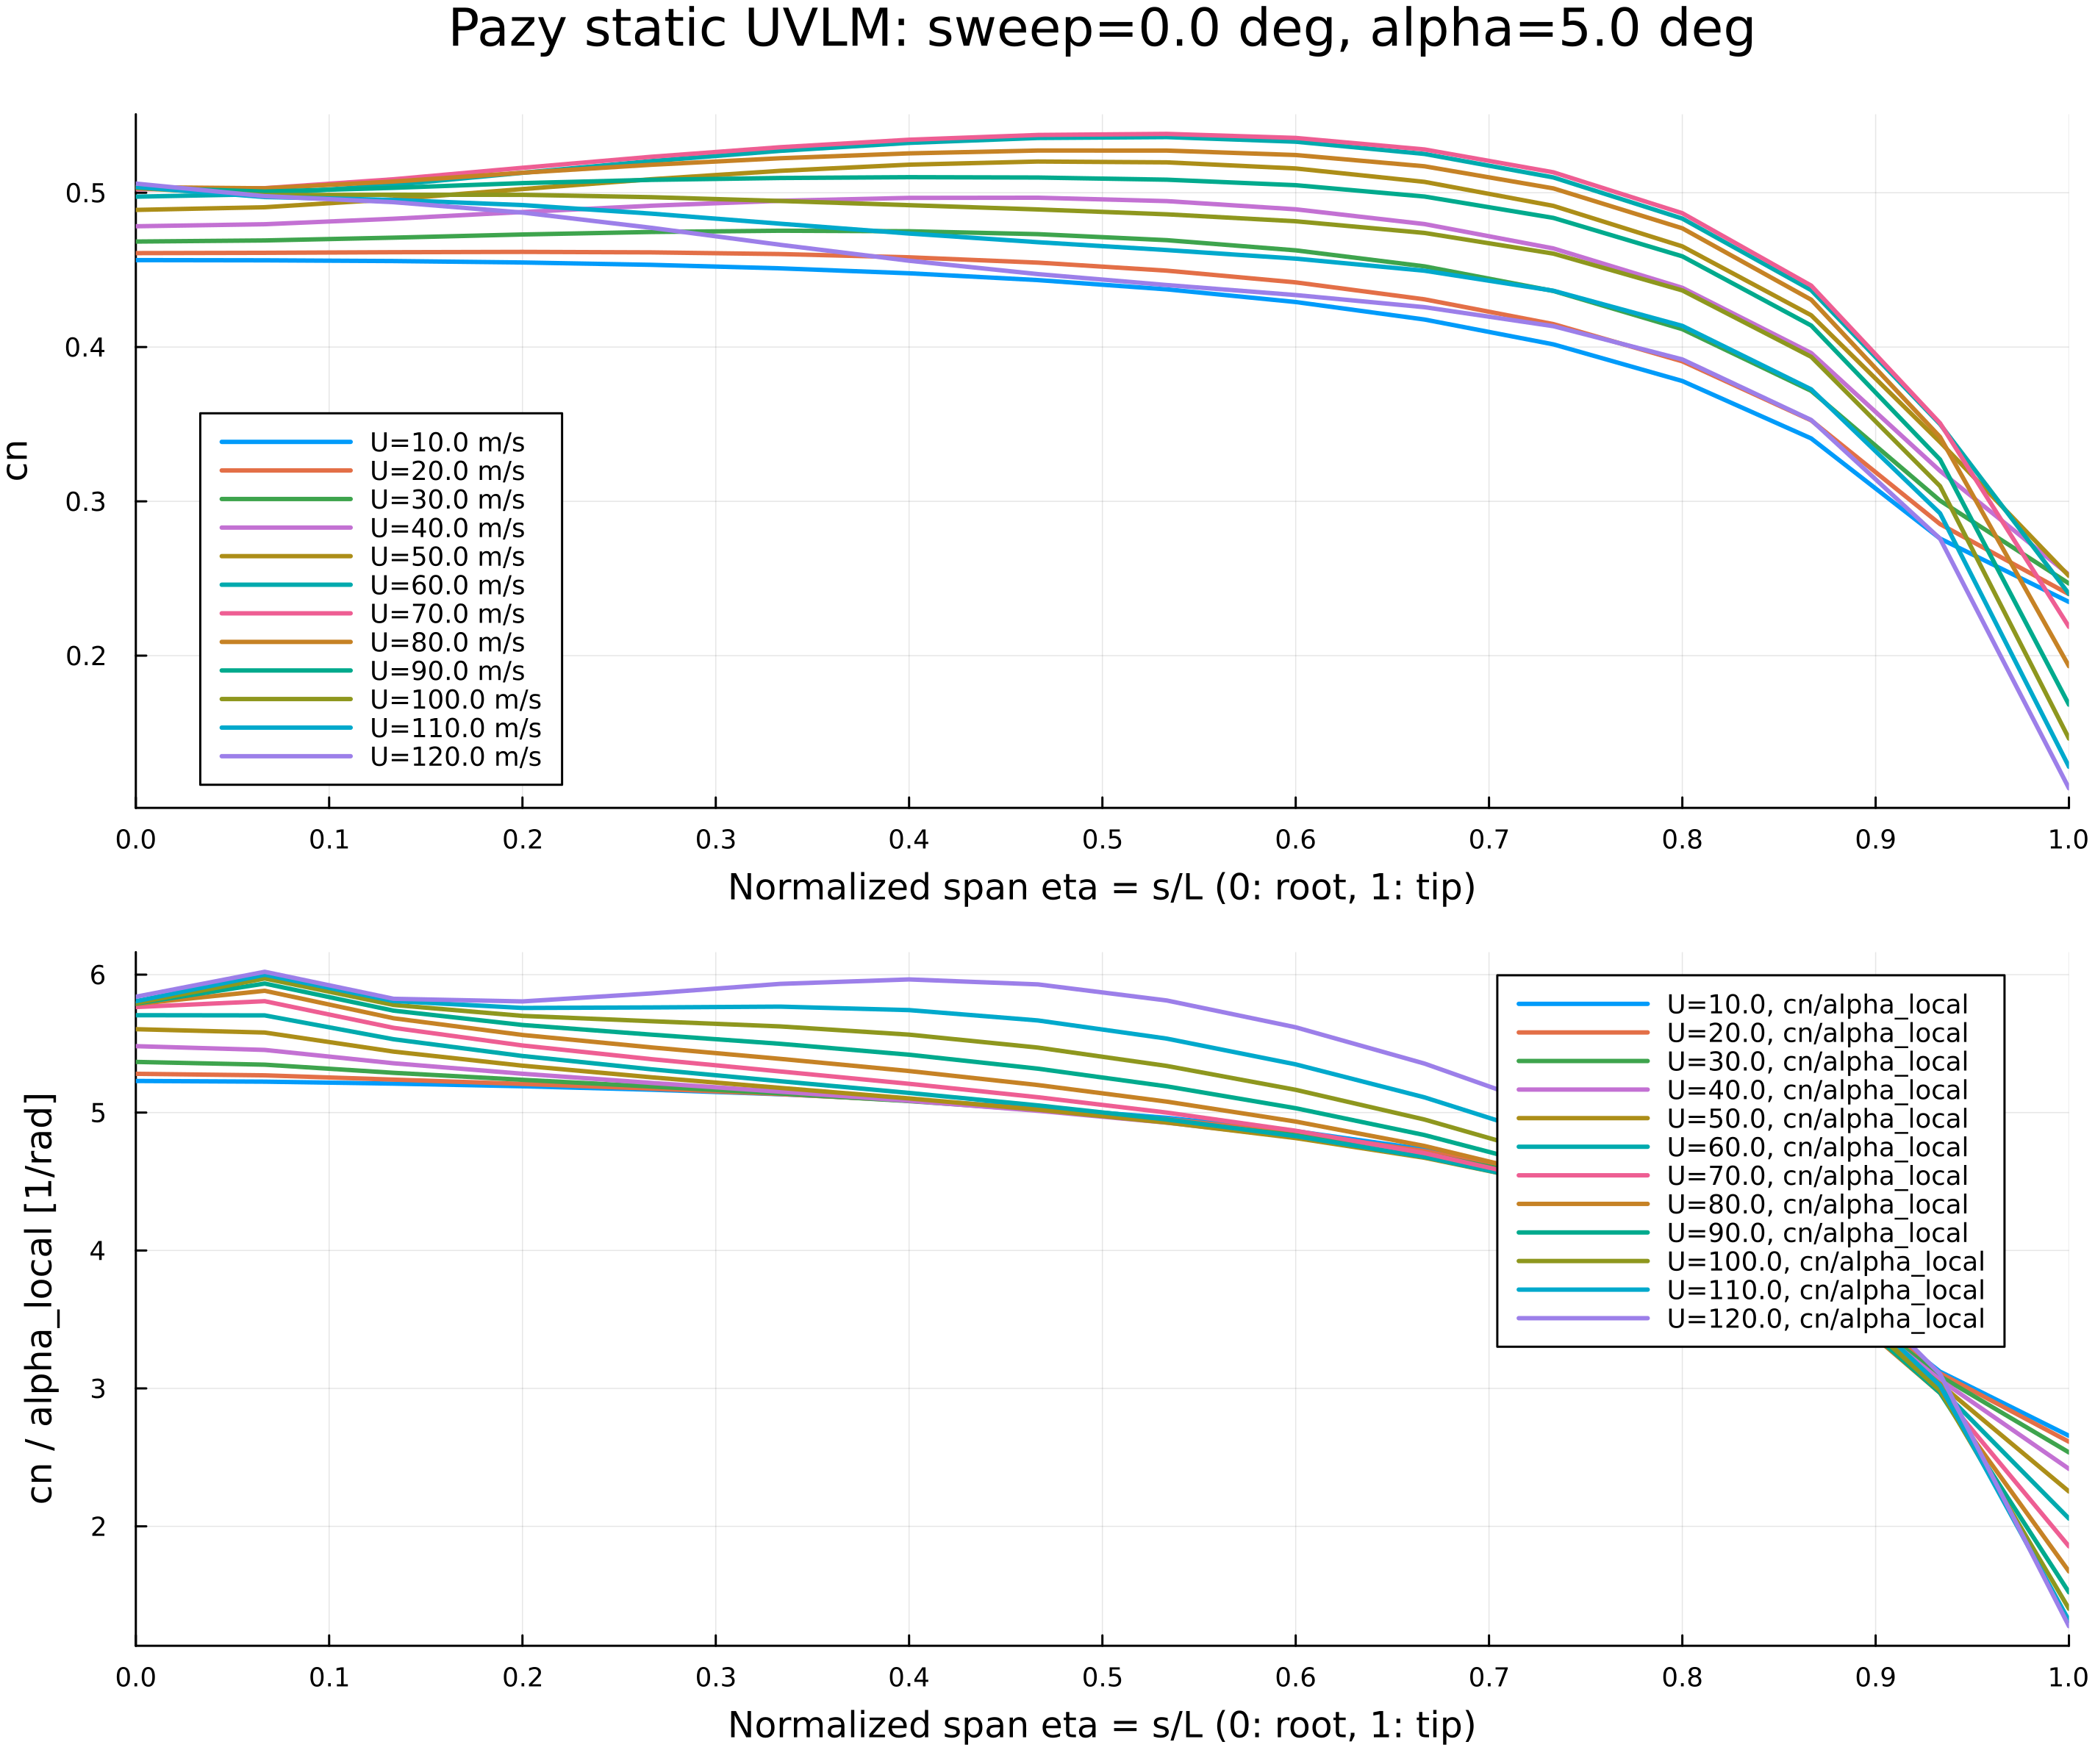 Pazy static UVLM: sweep=0.0 deg, alpha=5.0 deg
cn
0.5
0.4
0.3
0.2
U=10.0 m/s
U=20.0 m/s
U=30.0 m/s
U=40.0 m/s
U=50.0 m/s
U=60.0 m/s
U=70.0 m/s
U=80.0 m/s
U=90.0 m/s
U=100.0 m/s
U=110.0 m/s
U=120.0 m/s
0.0 0.1 0.2 0.3 0.4 0.5 0.6 0.7 0.8 0.9 1.0
Normalized span eta = s/L (0: root, 1: tip)
cn / alpha_local [1/rad]
6
5
4
3
2
U=10.0, cn/alpha_local
U=20.0, cn/alpha_local
U=30.0, cn/alpha_local
U=40.0, cn/alpha_local
U=50.0, cn/alpha_local
U=60.0, cn/alpha_local
U=70.0, cn/alpha_local
U=80.0, cn/alpha_local
U=90.0, cn/alpha_local
U=100.0, cn/alpha_local
U=110.0, cn/alpha_local
U=120.0, cn/alpha_local
0.0 0.1 0.2 0.3 0.4 0.5 0.6 0.7 0.8 0.9 1.0
Normalized span eta = s/L (0: root, 1: tip)